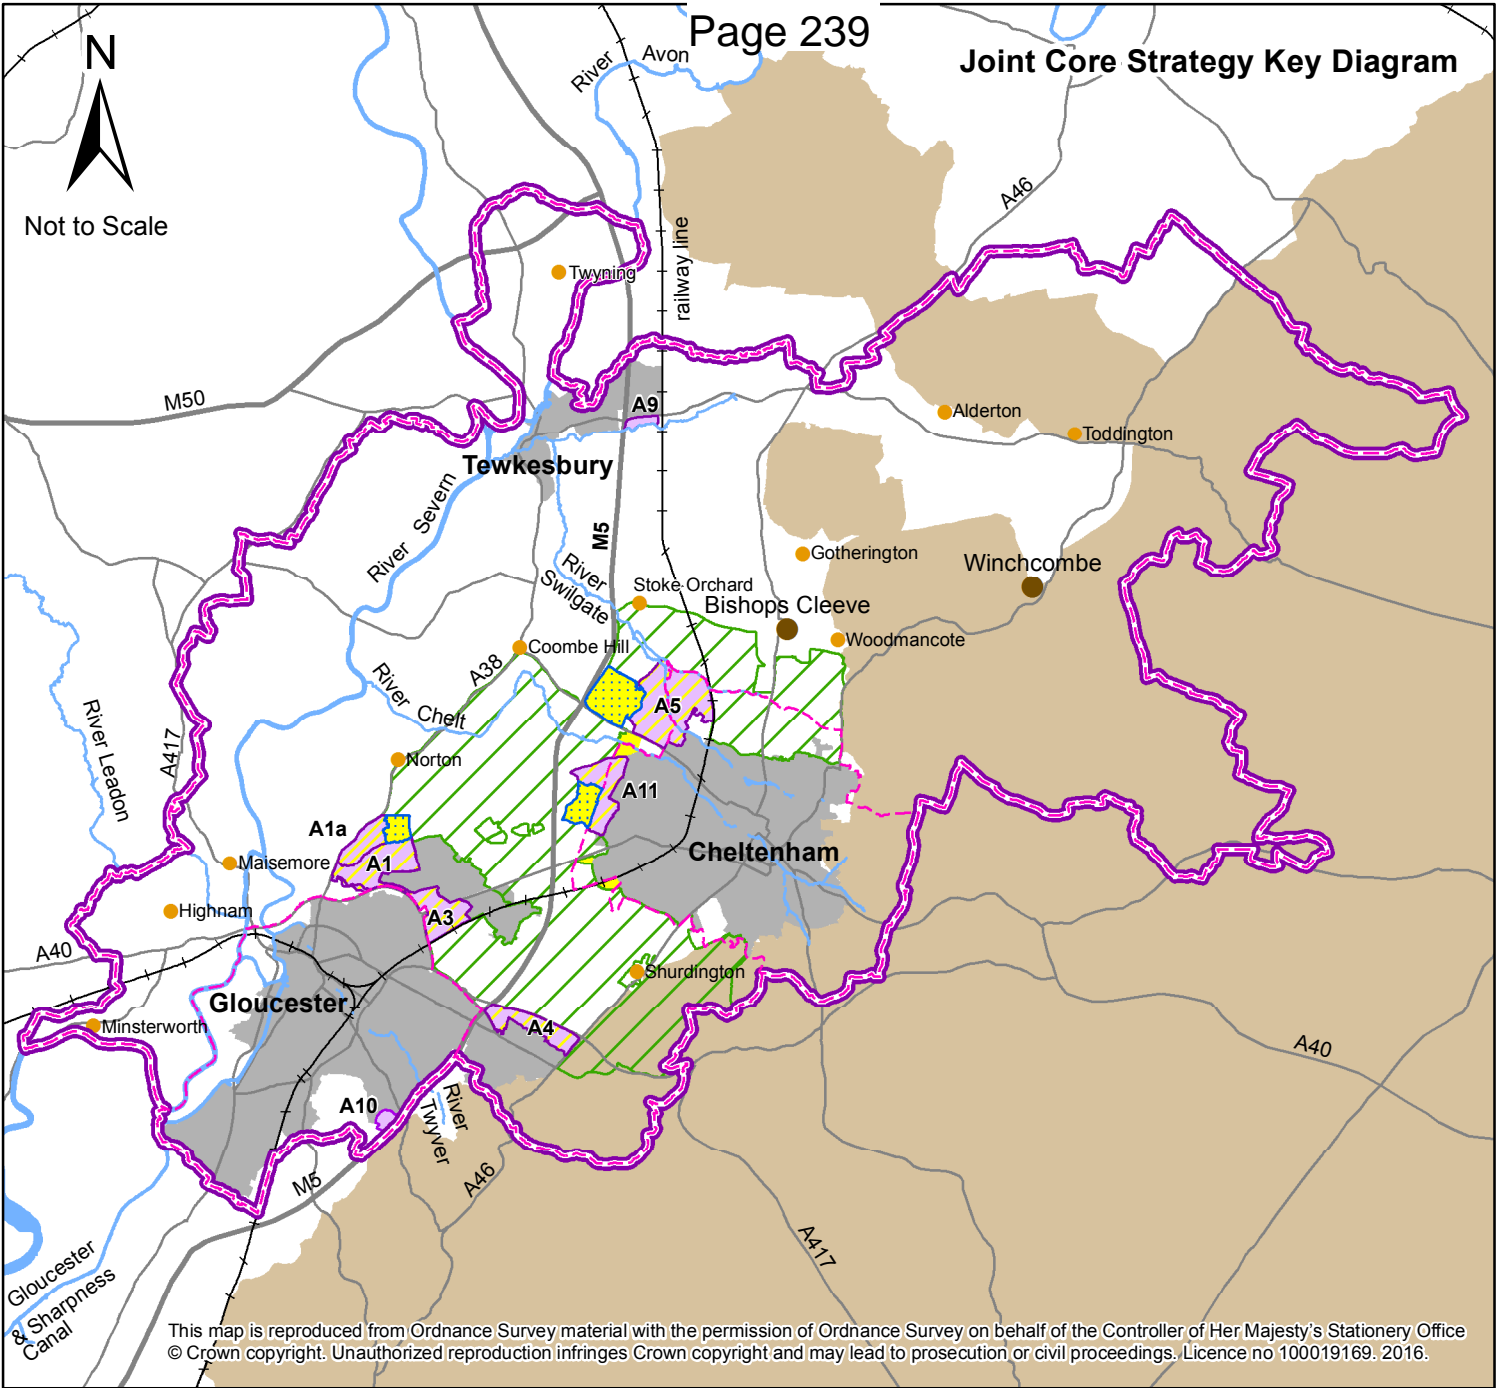 Page 239
Joint Core Strategy Key Diagram
N
Not to Scale
River
Avon
A46
railway line
Twyning
M50
A9
Alderton
Toddington
Tewkesbury
River
Severn
M5
Gotherington
Winchcombe
River
Swilgate
Stoke Orchard
Bishops Cleeve
Woodmancote
Coombe Hill
A38
River
Chelt
A5
River Leadon
A417
Norton
A11
A1a
A1
Cheltenham
Maisemore
Highnam
A3
A40
Shurdington
Gloucester
Minsterworth
A4
A40
A10
River
Twyver
M5
A46
A417
Gloucester
& Sharpness
Canal
This map is reproduced from Ordnance Survey material with the permission of Ordnance Survey on behalf of the Controller of Her Majesty's Stationery Office
© Crown copyright. Unauthorized reproduction infringes Crown copyright and may lead to prosecution or civil proceedings. Licence no 100019169. 2016.